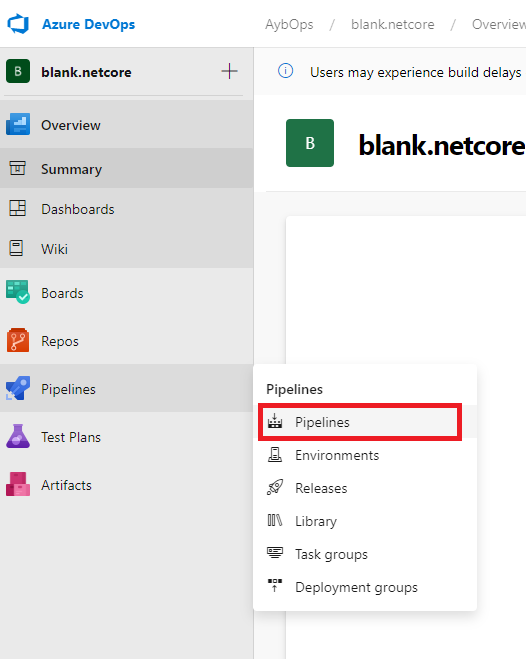 Azure DevOps
AybOps / blank.netcore / Overview
B blank.netcore +
Users may experience build delays
Overview
B blank.netcore
Summary
Dashboards
Wiki
Boards
Repos
Pipelines
Test Plans
Artifacts
Pipelines
Pipelines
Environments
Releases
Library
Task groups
Deployment groups